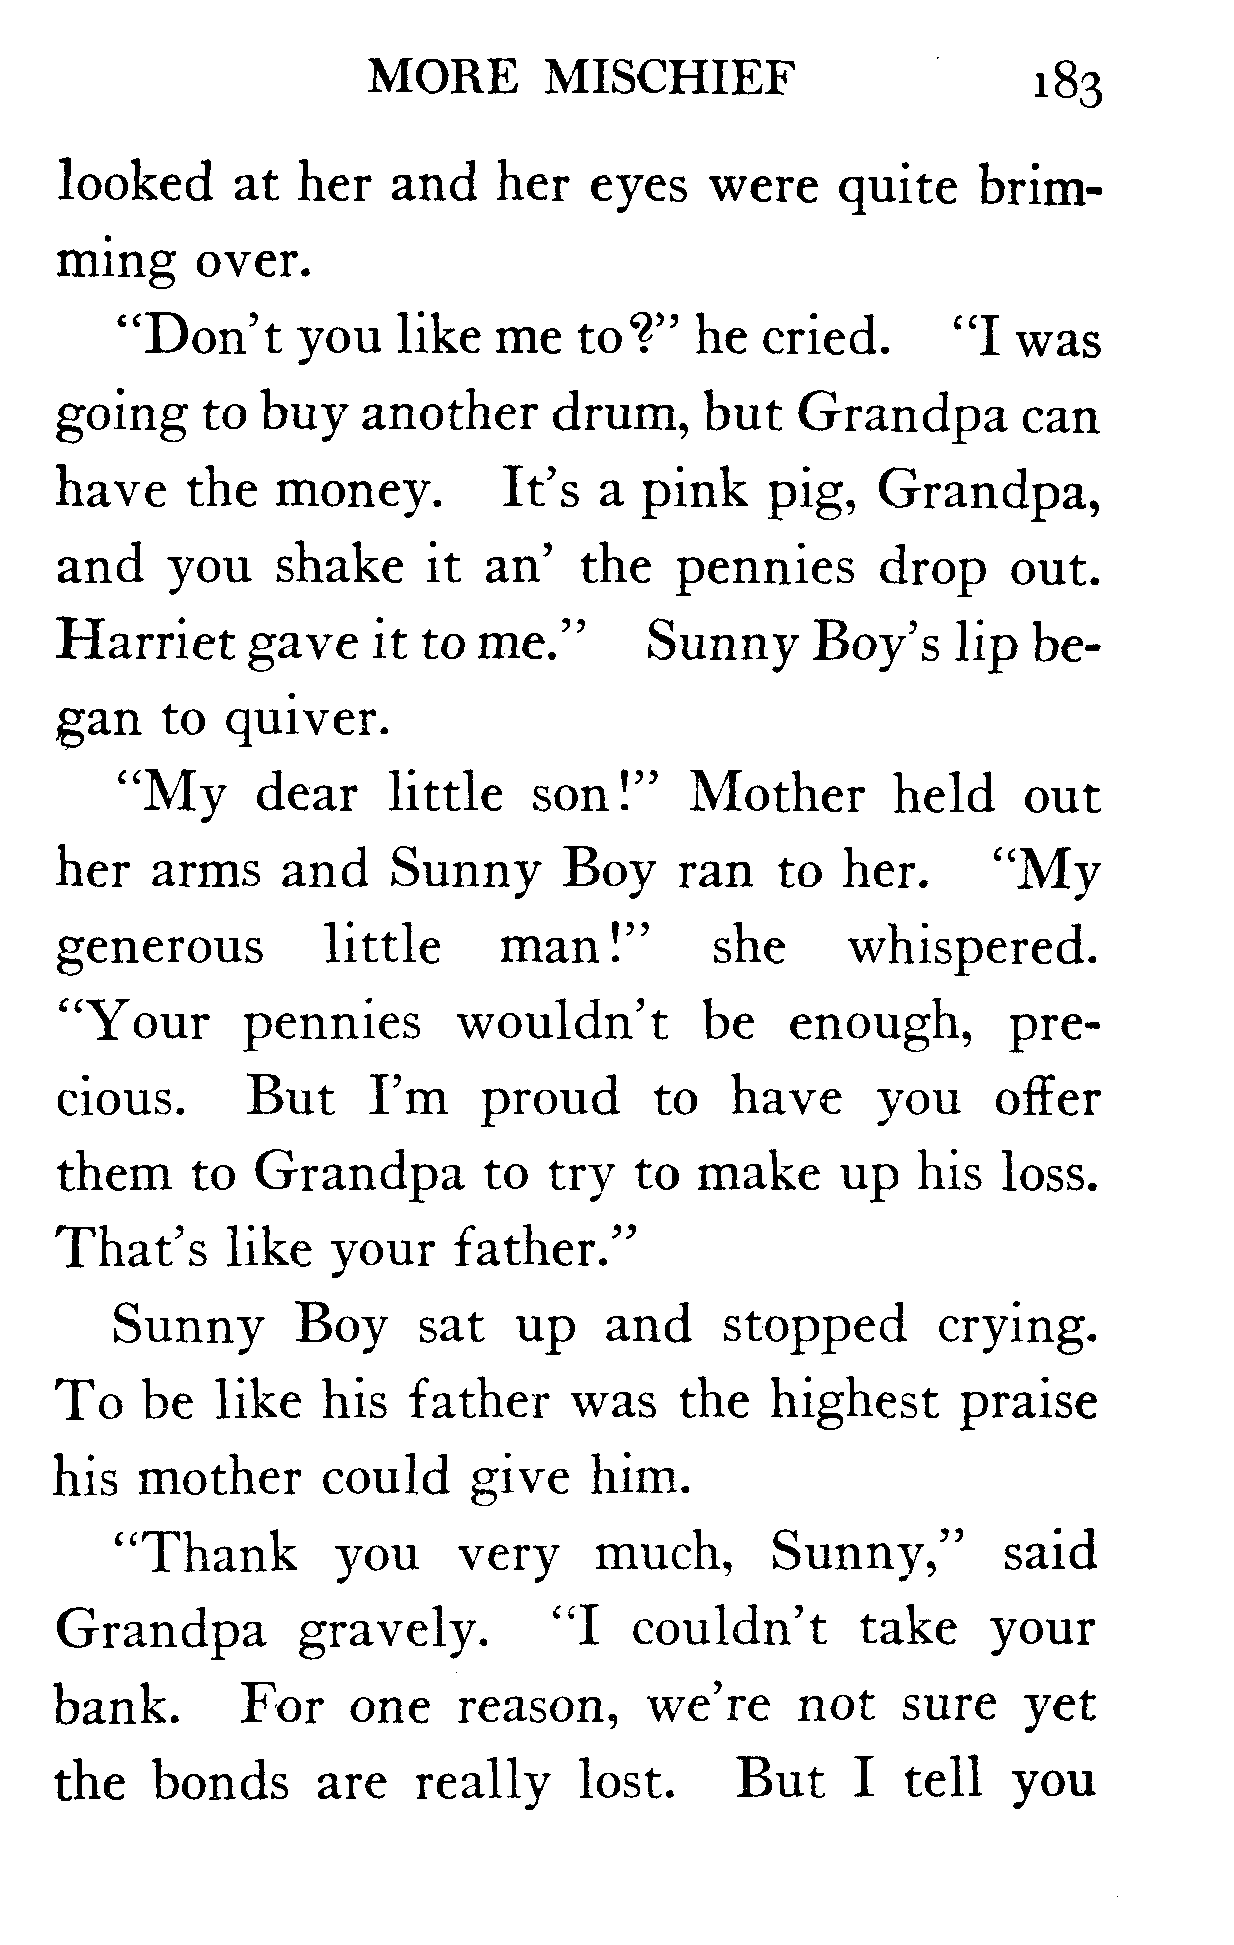 MORE MISCHIEF 183
looked at her and her eyes were quite brim-
ming over.
“Don’t you like me to?” he cried. “I was
going to buy another drum, but Grandpa can
have the money. It’s a pink pig, Grandpa,
and you shake it an’ the pennies drop out.
Harriet gave it to me.” Sunny Boy’s lip be-
gan to quiver.
“My dear little son!” Mother held out
her arms and Sunny Boy ran to her. “My
generous little man!” she whispered.
“Your pennies wouldn’t be enough, pre-
cious. But I’m proud to have you offer
them to Grandpa to try to make up his loss.
That’s like your father.”
Sunny Boy sat up and stopped crying.
To be like his father was the highest praise
his mother could give him.
“Thank you very much, Sunny,” said
Grandpa gravely. “I couldn’t take your
bank. For one reason, we’re not sure yet
the bonds are really lost. But I tell you